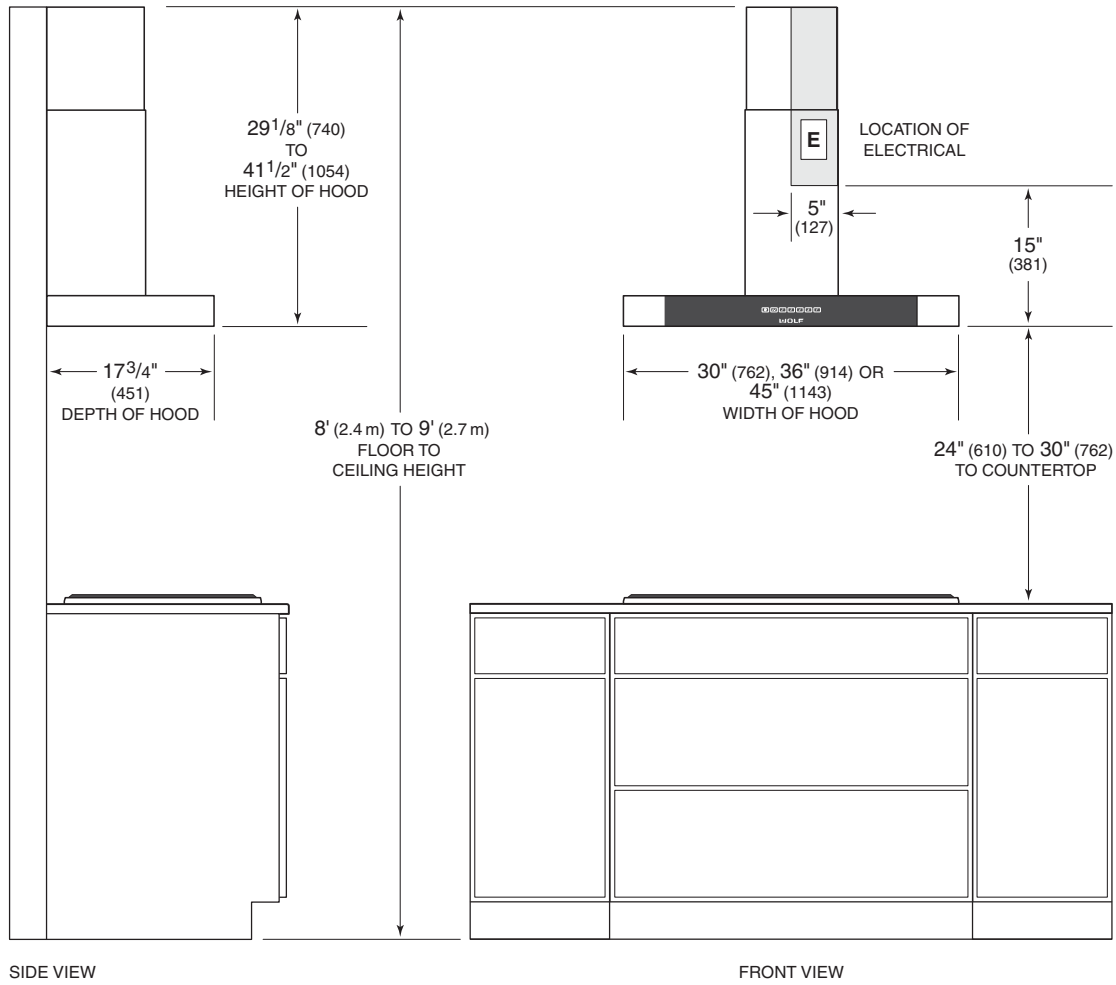 29 1/8" (740)
TO
41 1/2" (1054)
HEIGHT OF HOOD
E
LOCATION OF
ELECTRICAL
5"
(127)
15"
(381)
WOLF
17 3/4"
(451)
DEPTH OF HOOD
30" (762), 36" (914) OR
45" (1143)
WIDTH OF HOOD
8' (2.4 m) TO 9' (2.7 m)
FLOOR TO
CEILING HEIGHT
24" (610) TO 30" (762)
TO COUNTERTOP
SIDE VIEW
FRONT VIEW